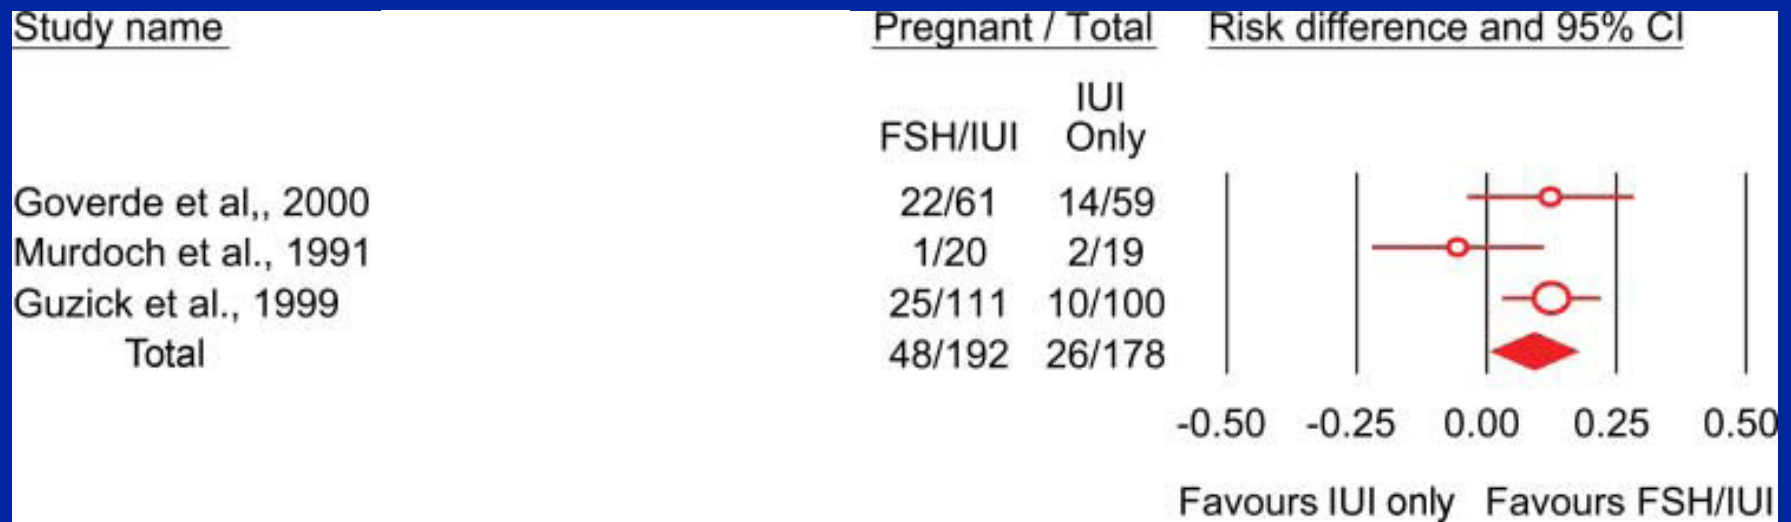 Study name Pregnant / Total Risk difference and 95% CI
IUI
FSH/IUI Only
Goverde et al,, 2000 22/61 14/59
Murdoch et al., 1991 1/20 2/19
Guzick et al., 1999 25/111 10/100
Total 48/192 26/178
-0.50 -0.25 0.00 0.25 0.50
Favours IUI only Favours FSH/IUI